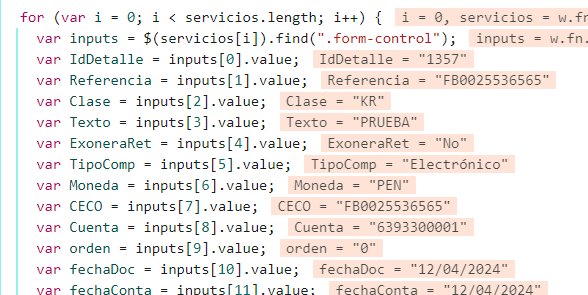 for (var i = 0; i < servicios.length; i++) { i = 0, servicios = w.fn.
var inputs = $(servicios[i]).find(".form-control"); inputs = w.fn.
var IdDetalle = inputs[0].value; IdDetalle = "1357"
var Referencia = inputs[1].value; Referencia = "FB0025536565"
var Clase = inputs[2].value; Clase = "KR"
var Texto = inputs[3].value; Texto = "PRUEBA"
var ExoneraRet = inputs[4].value; ExoneraRet = "No"
var TipoComp = inputs[5].value; TipoComp = "Electrónico"
var Moneda = inputs[6].value; Moneda = "PEN"
var CECO = inputs[7].value; CECO = "FB0025536565"
var Cuenta = inputs[8].value; Cuenta = "6393300001"
var orden = inputs[9].value; orden = "0"
var fechaDoc = inputs[10].value; fechaDoc = "12/04/2024"
var fechaConta = inputs[11].value; fechaConta = "12/04/2024"